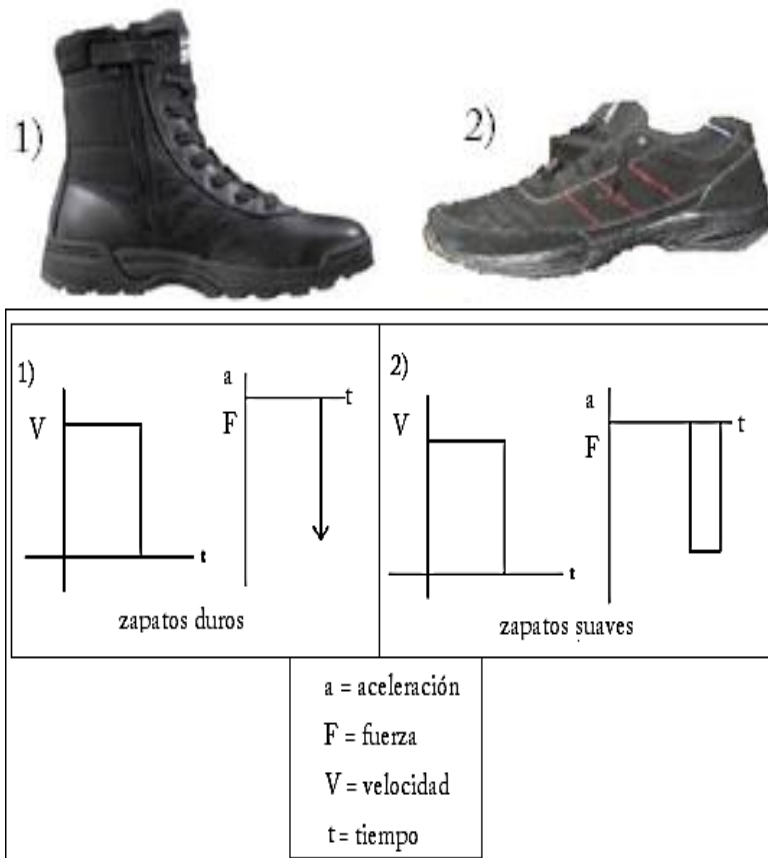 1)
2)
1)
V
t
a
F
t
zapatos duros
2)
V
t
a
F
t
zapatos suaves
a = aceleración
F = fuerza
V = velocidad
t = tiempo